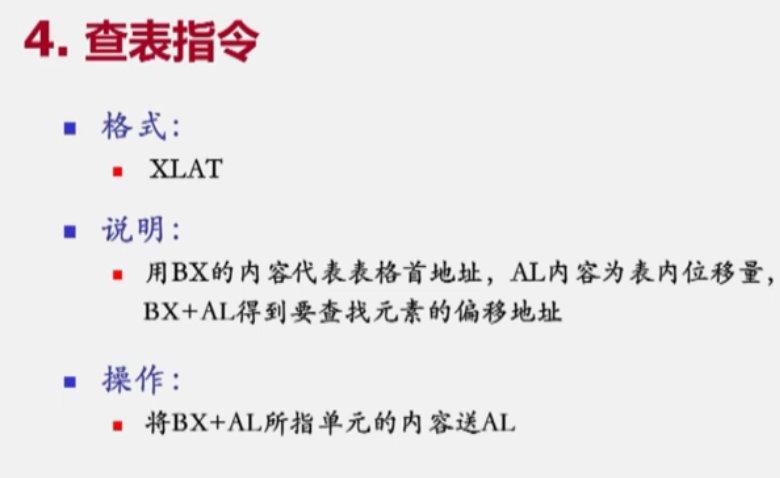 4. 查表指令
格式：
XLAT
说明：
用BX的内容代表表格首地址，AL内容为表内位移量，
BX+AL得到要查找元素的偏移地址
操作：
将BX+AL所指单元的内容送AL